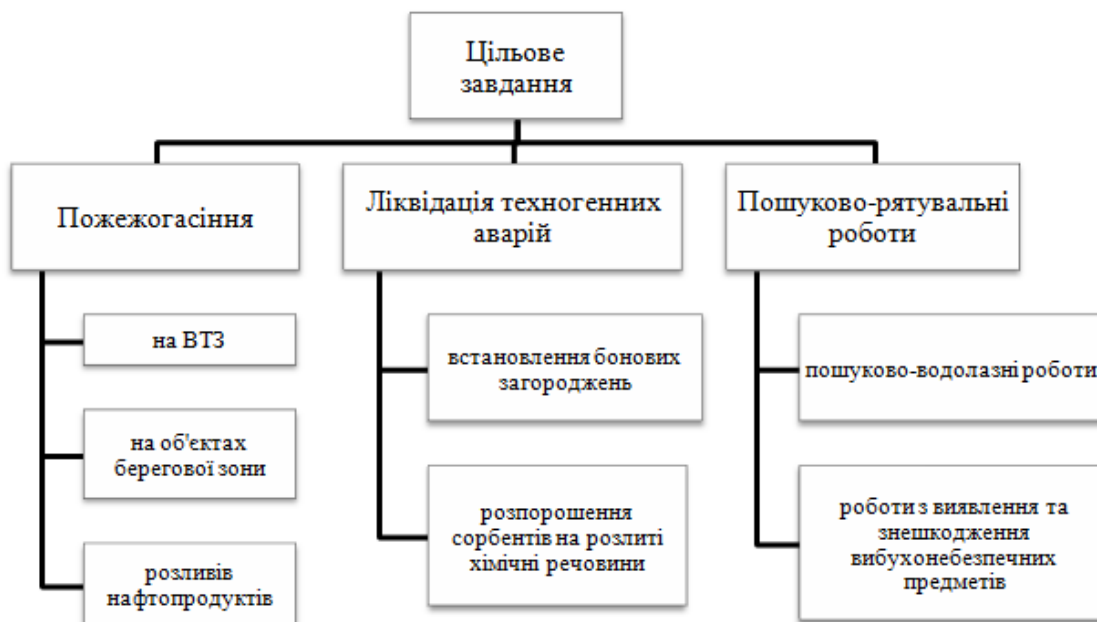 Цільове
завдання
Пожежогасіння
на ВТЗ
на об'єктах
берегової зони
розливів
нафтопродуктів
Ліквідація техногенних
аварій
встановлення бонових
загороджень
розпорошення
сорбентів на розлиті
хімічні речовини
Пошуково-рятувальні
роботи
пошуково-водолазні роботи
роботи з виявлення та
знешкодження
вибухонебезпечних
предметів